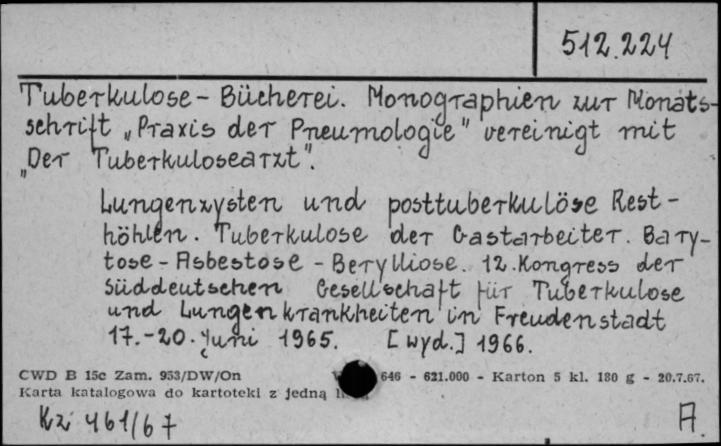 512.224
Tuberkulose - Bücherei. Monographien zur Monats-
schrift „Praxis der Pneumologie" vereinigt mit
„Der Tuberkulosearzt".
Lungenzysten und posttuberkulöse Rest-
höhlen. Tuberkulose der Gastarbeiter. Bary-
tose - Asbestose - Berylliose. 12. Kongress der
Süddeutschen Gesellschaft für Tuberkulose
und Lungenkrankheiten in Freudenstadt
17.-20. Juni 1965. [wyd.] 1966.
CWD B 15c Zam. 953/DW/On 646 - 621.000 - Karton 5 kl. 180 g - 20.7.67.
Karta katalogowa do kartoteki z jedną
Kz 461/67 A